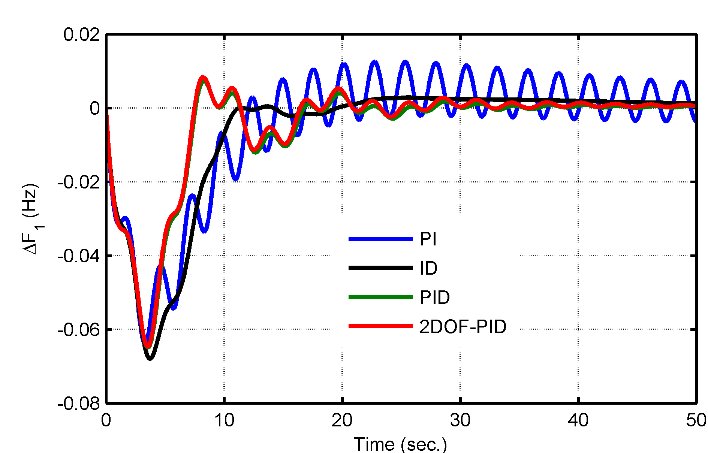 0.02
0
-0.02
-0.04
-0.06
-0.08
ΔF1 (Hz)
PI
ID
PID
2DOF-PID
0 10 20 30 40 50
Time (sec.)